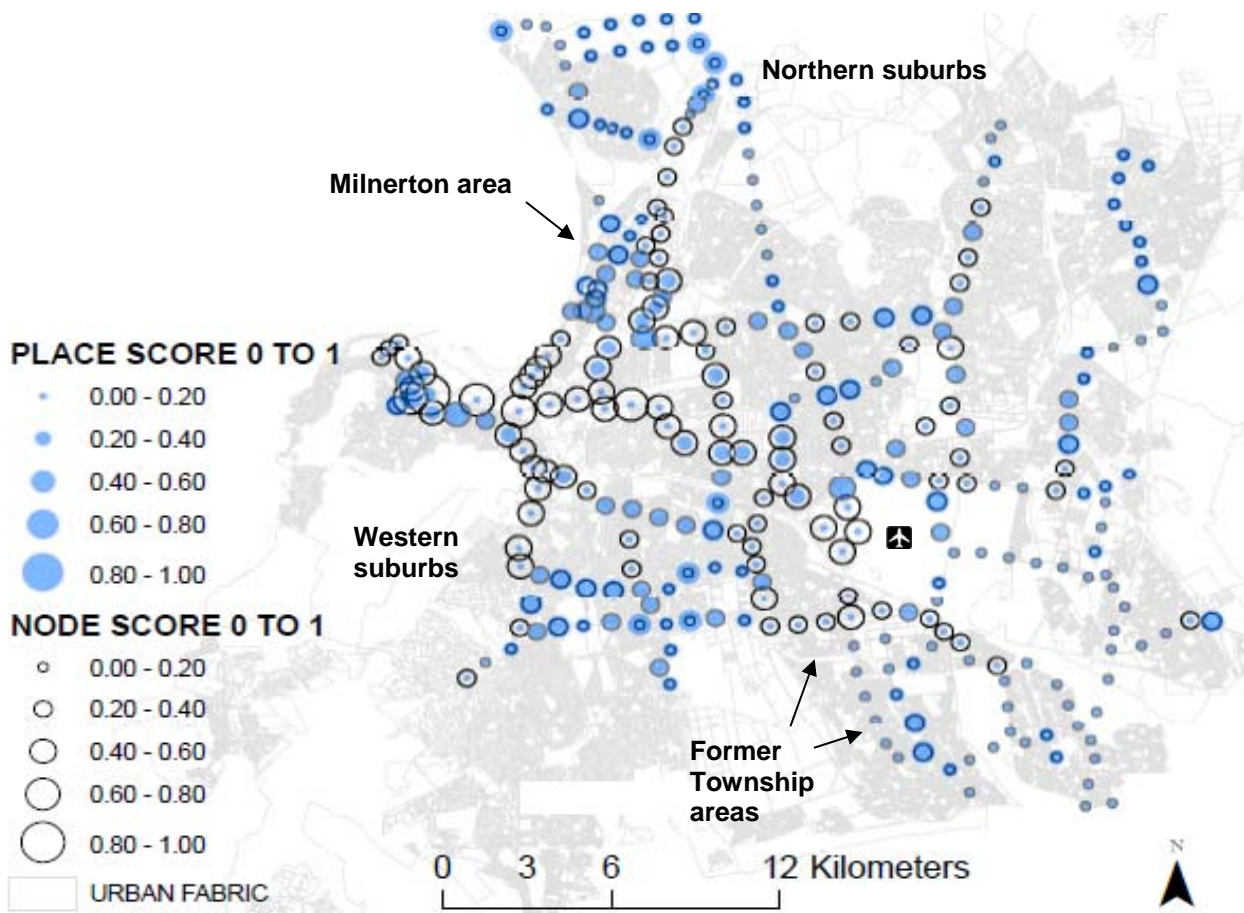 Northern suburbs
Milnerton area
PLACE SCORE 0 TO 1
0.00 - 0.20
0.20 - 0.40
0.40 - 0.60
0.60 - 0.80
0.80 - 1.00
Western
suburbs
NODE SCORE 0 TO 1
0.00 - 0.20
0.20 - 0.40
0.40 - 0.60
0.60 - 0.80
0.80 - 1.00
URBAN FABRIC
Former
Township
areas
0 3 6 12 Kilometers
N